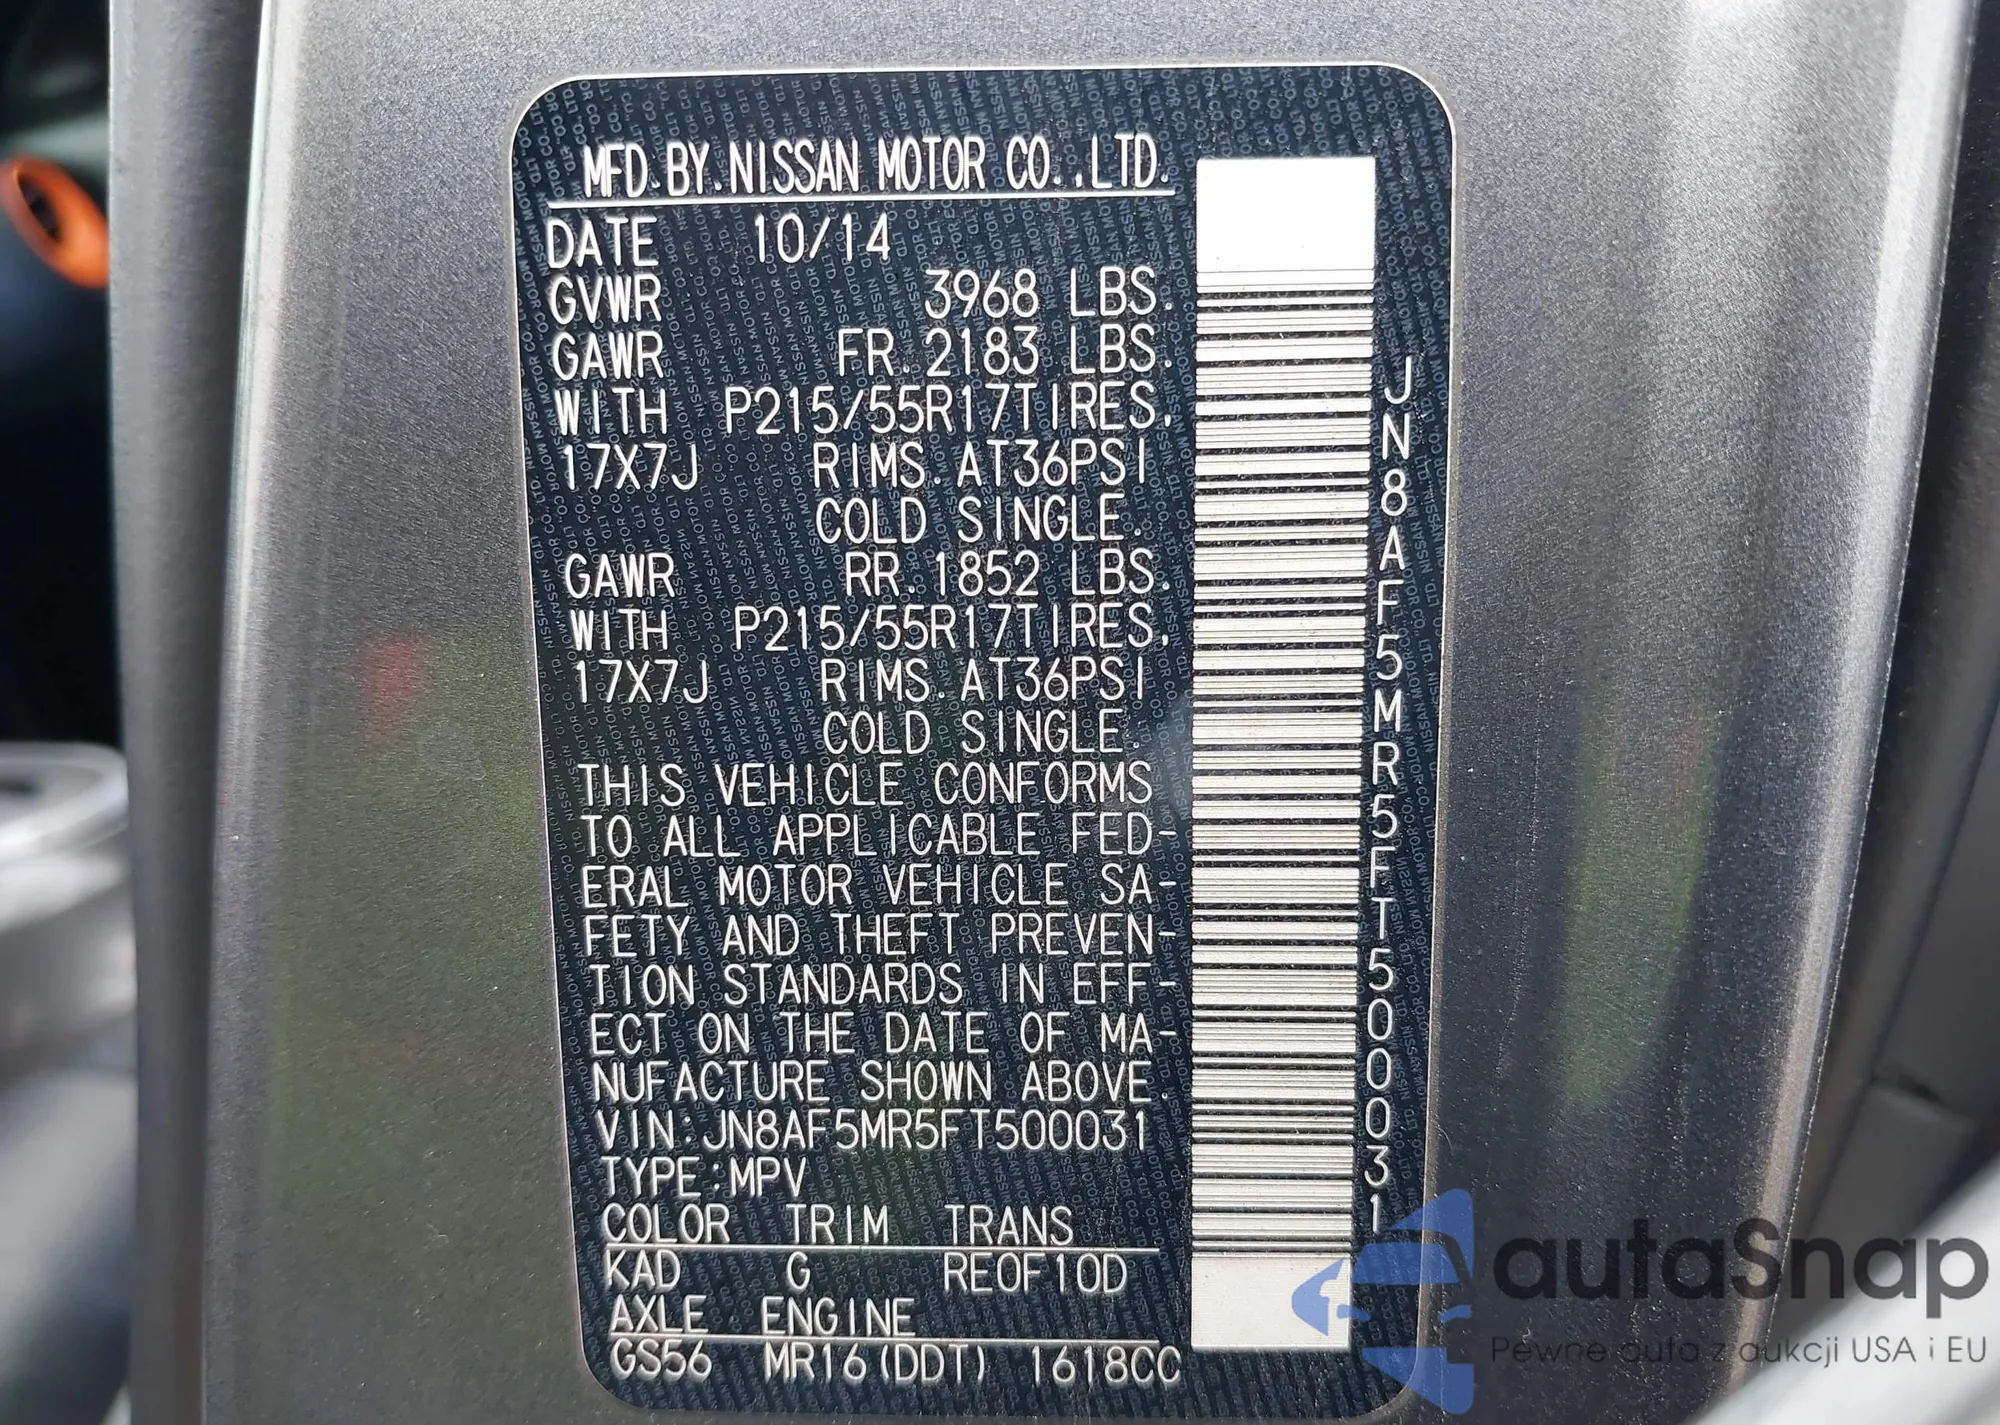 MFD.BY.NISSAN MOTOR CO.,LTD.
DATE 10/14
GVWR 3968 LBS.
GAWR FR.2183 LBS.
WITH P215/55R17TIRES.
17X7J RIMS.AT36PSI
COLD SINGLE.
GAWR RR.1852 LBS.
WITH P215/55R17TIRES,
17X7J RIMS.AT36PSI
COLD SINGLE.
THIS VEHICLE CONFORMS
TO ALL APPLICABLE FED-
ERAL MOTOR VEHICLE SA-
FETY AND THEFT PREVEN-
TION STANDARDS IN EFF-
ECT ON THE DATE OF MA-
NUFACTURE SHOWN ABOVE.
VIN:JN8AF5MR5FT500031
TYPE:MPV
COLOR TRIM TRANS
KAD G RE0F10D
AXLE ENGINE
GS56 MR16(DDT) 1618CC
JN8AF5MR5FT500031
autaSnap
Pewne auta z aukcji USA i EU